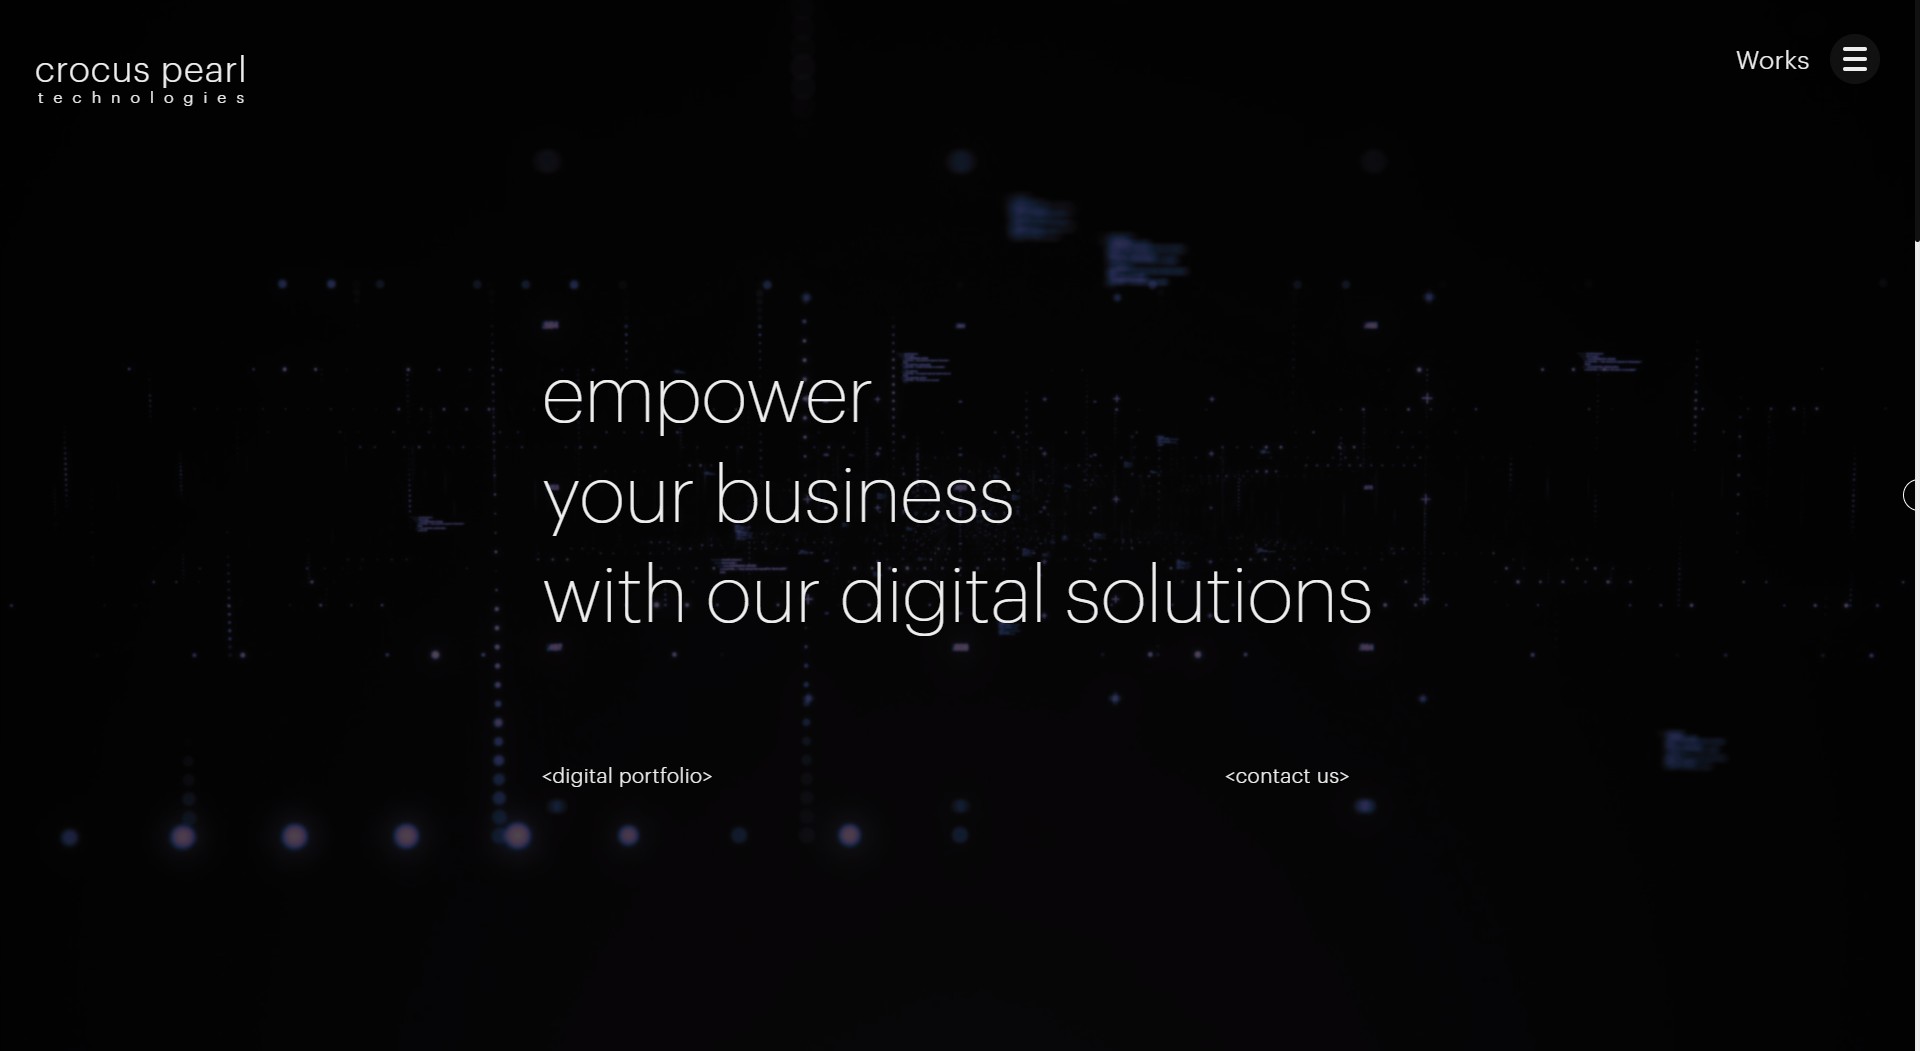 crocus pearl
technologies
Works
empower
your business
with our digital solutions
<digital portfolio>
<contact us>